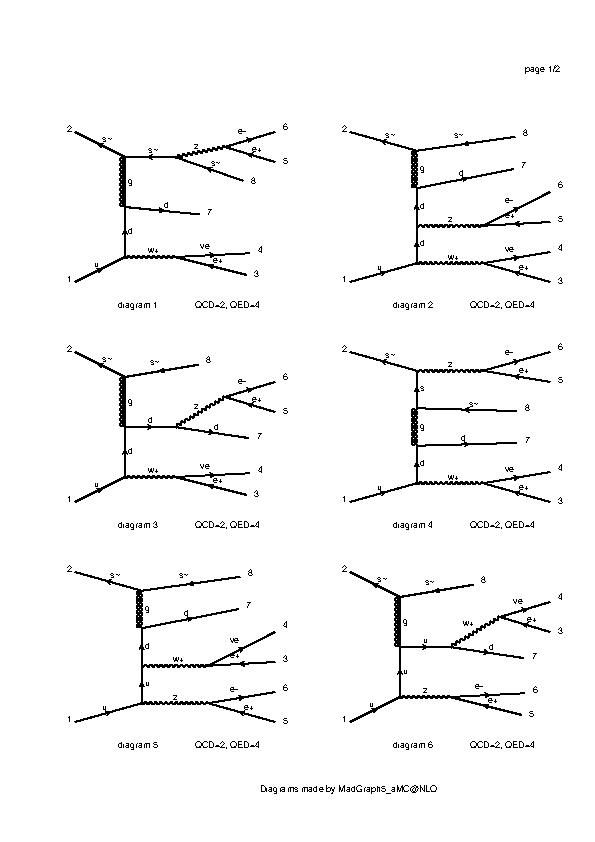 page 1/2
2 s~ s~ z e- 6
e+ 5
s~ 8
g
d 7
d
w+ ve 4
e+ 3
1 u
diagram 1 QCD=2, QED=4
2 s~ s~ 8
g
d 7
d
z e- 6
e+ 5
d
w+ ve 4
e+ 3
1 u
diagram 2 QCD=2, QED=4
2 s~ s~ 8
g
z e- 6
e+ 5
d d 7
d
w+ ve 4
e+ 3
1 u
diagram 3 QCD=2, QED=4
2 s~ z e- 6
e+ 5
s
s~ 8
g
d 7
d
w+ ve 4
e+ 3
1 u
diagram 4 QCD=2, QED=4
2 s~ s~ 8
g
d 7
d
w+ ve 4
e+ 3
u
z e- 6
e+ 5
1 u
diagram 5 QCD=2, QED=4
2 s~ s~ 8
g
w+ ve 4
e+ 3
u d 7
u
z e- 6
e+ 5
1 u
diagram 6 QCD=2, QED=4
Diagrams made by MadGraph5_aMC@NLO